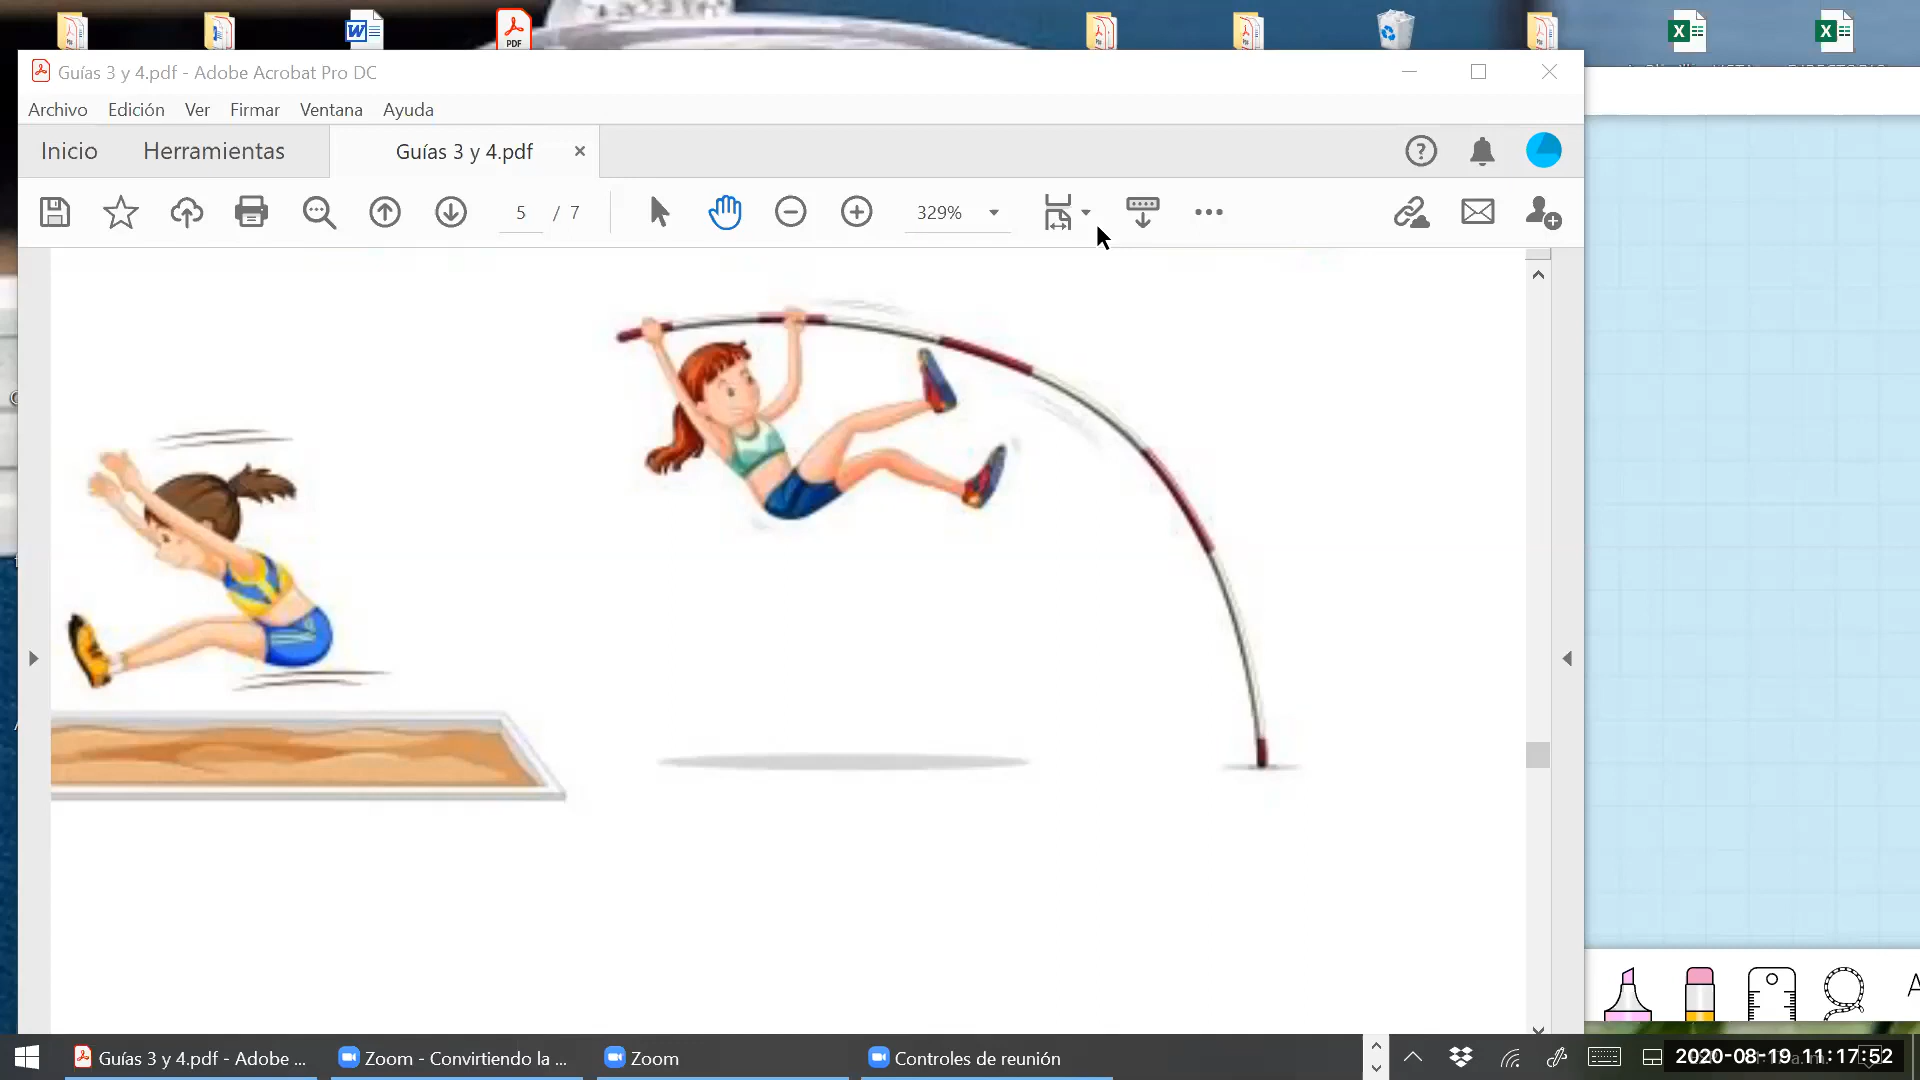 PDF
Guías 3 y 4.pdf - Adobe Acrobat Pro DC
Archivo Edición Ver Firmar Ventana Ayuda
Inicio Herramientas Guías 3 y 4.pdf ×
5 / 7 329%
Guías 3 y 4.pdf - Adobe ... Zoom - Convirtiendo la ... Zoom Controles de reunión 2020-08-19 11:17:52